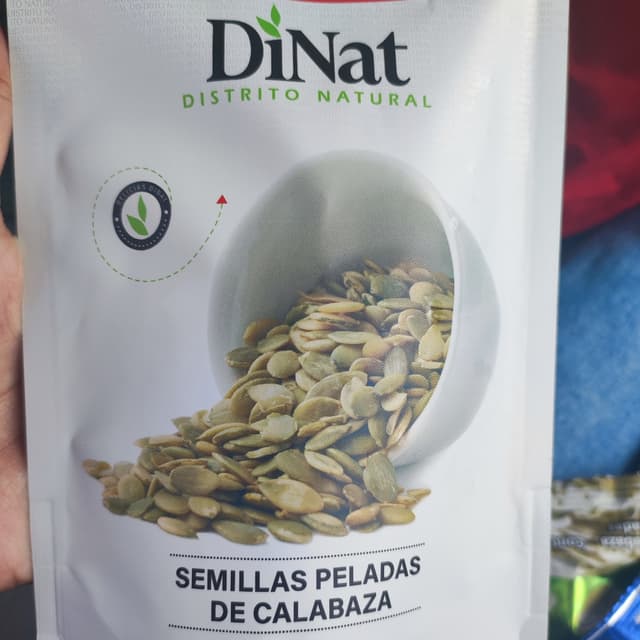 DiNat
DISTRITO NATURAL
SEMILLAS PELADAS
DE CALABAZA